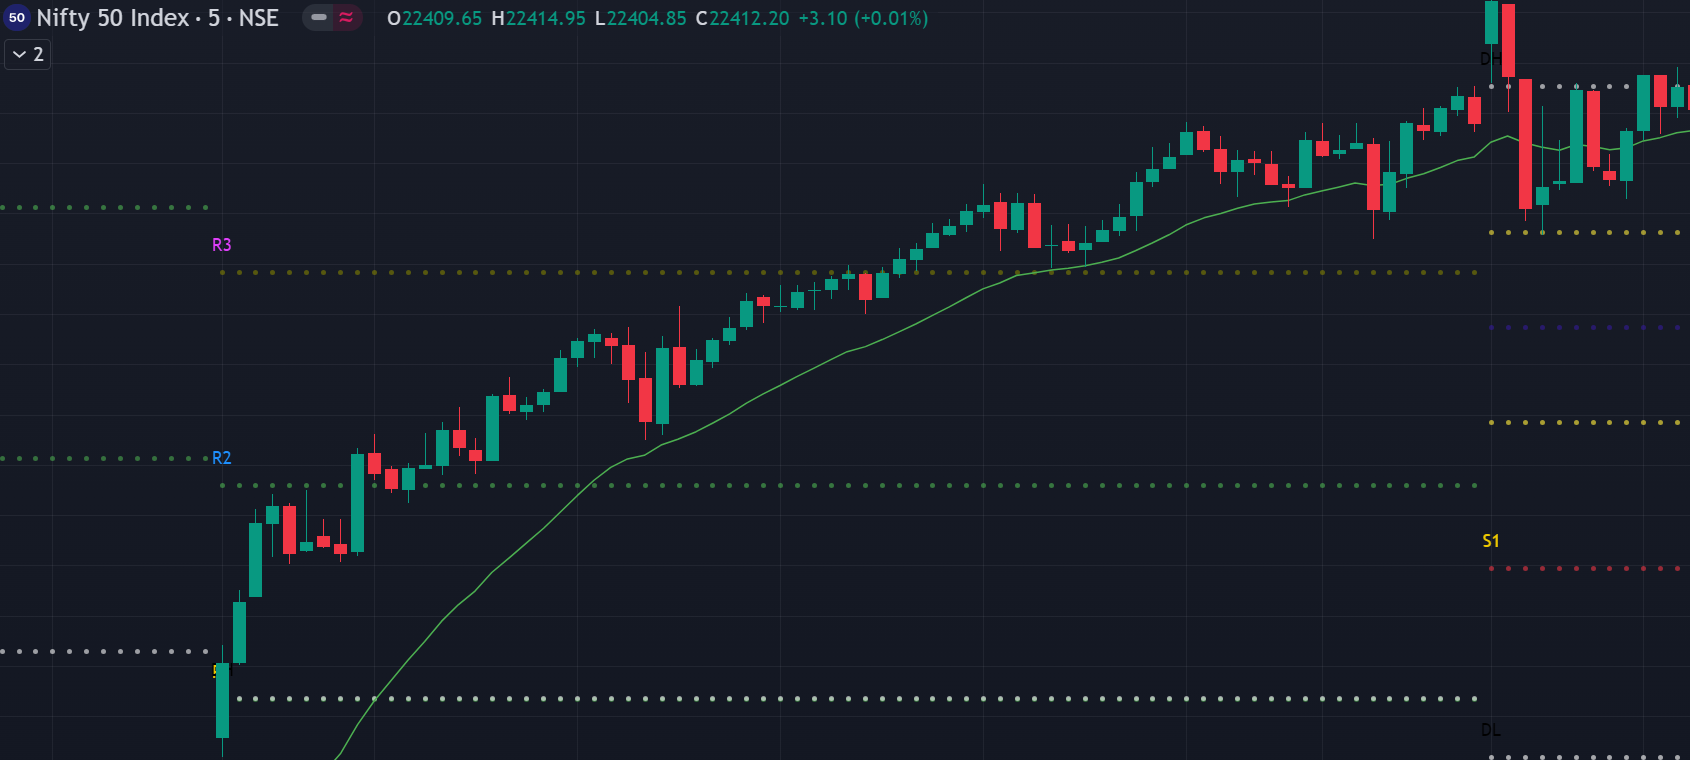 50 Nifty 50 Index · 5 · NSE O22409.65 H22414.95 L22404.85 C22412.20 +3.10 (+0.01%)
2
DH
R3
R2
S1
DL